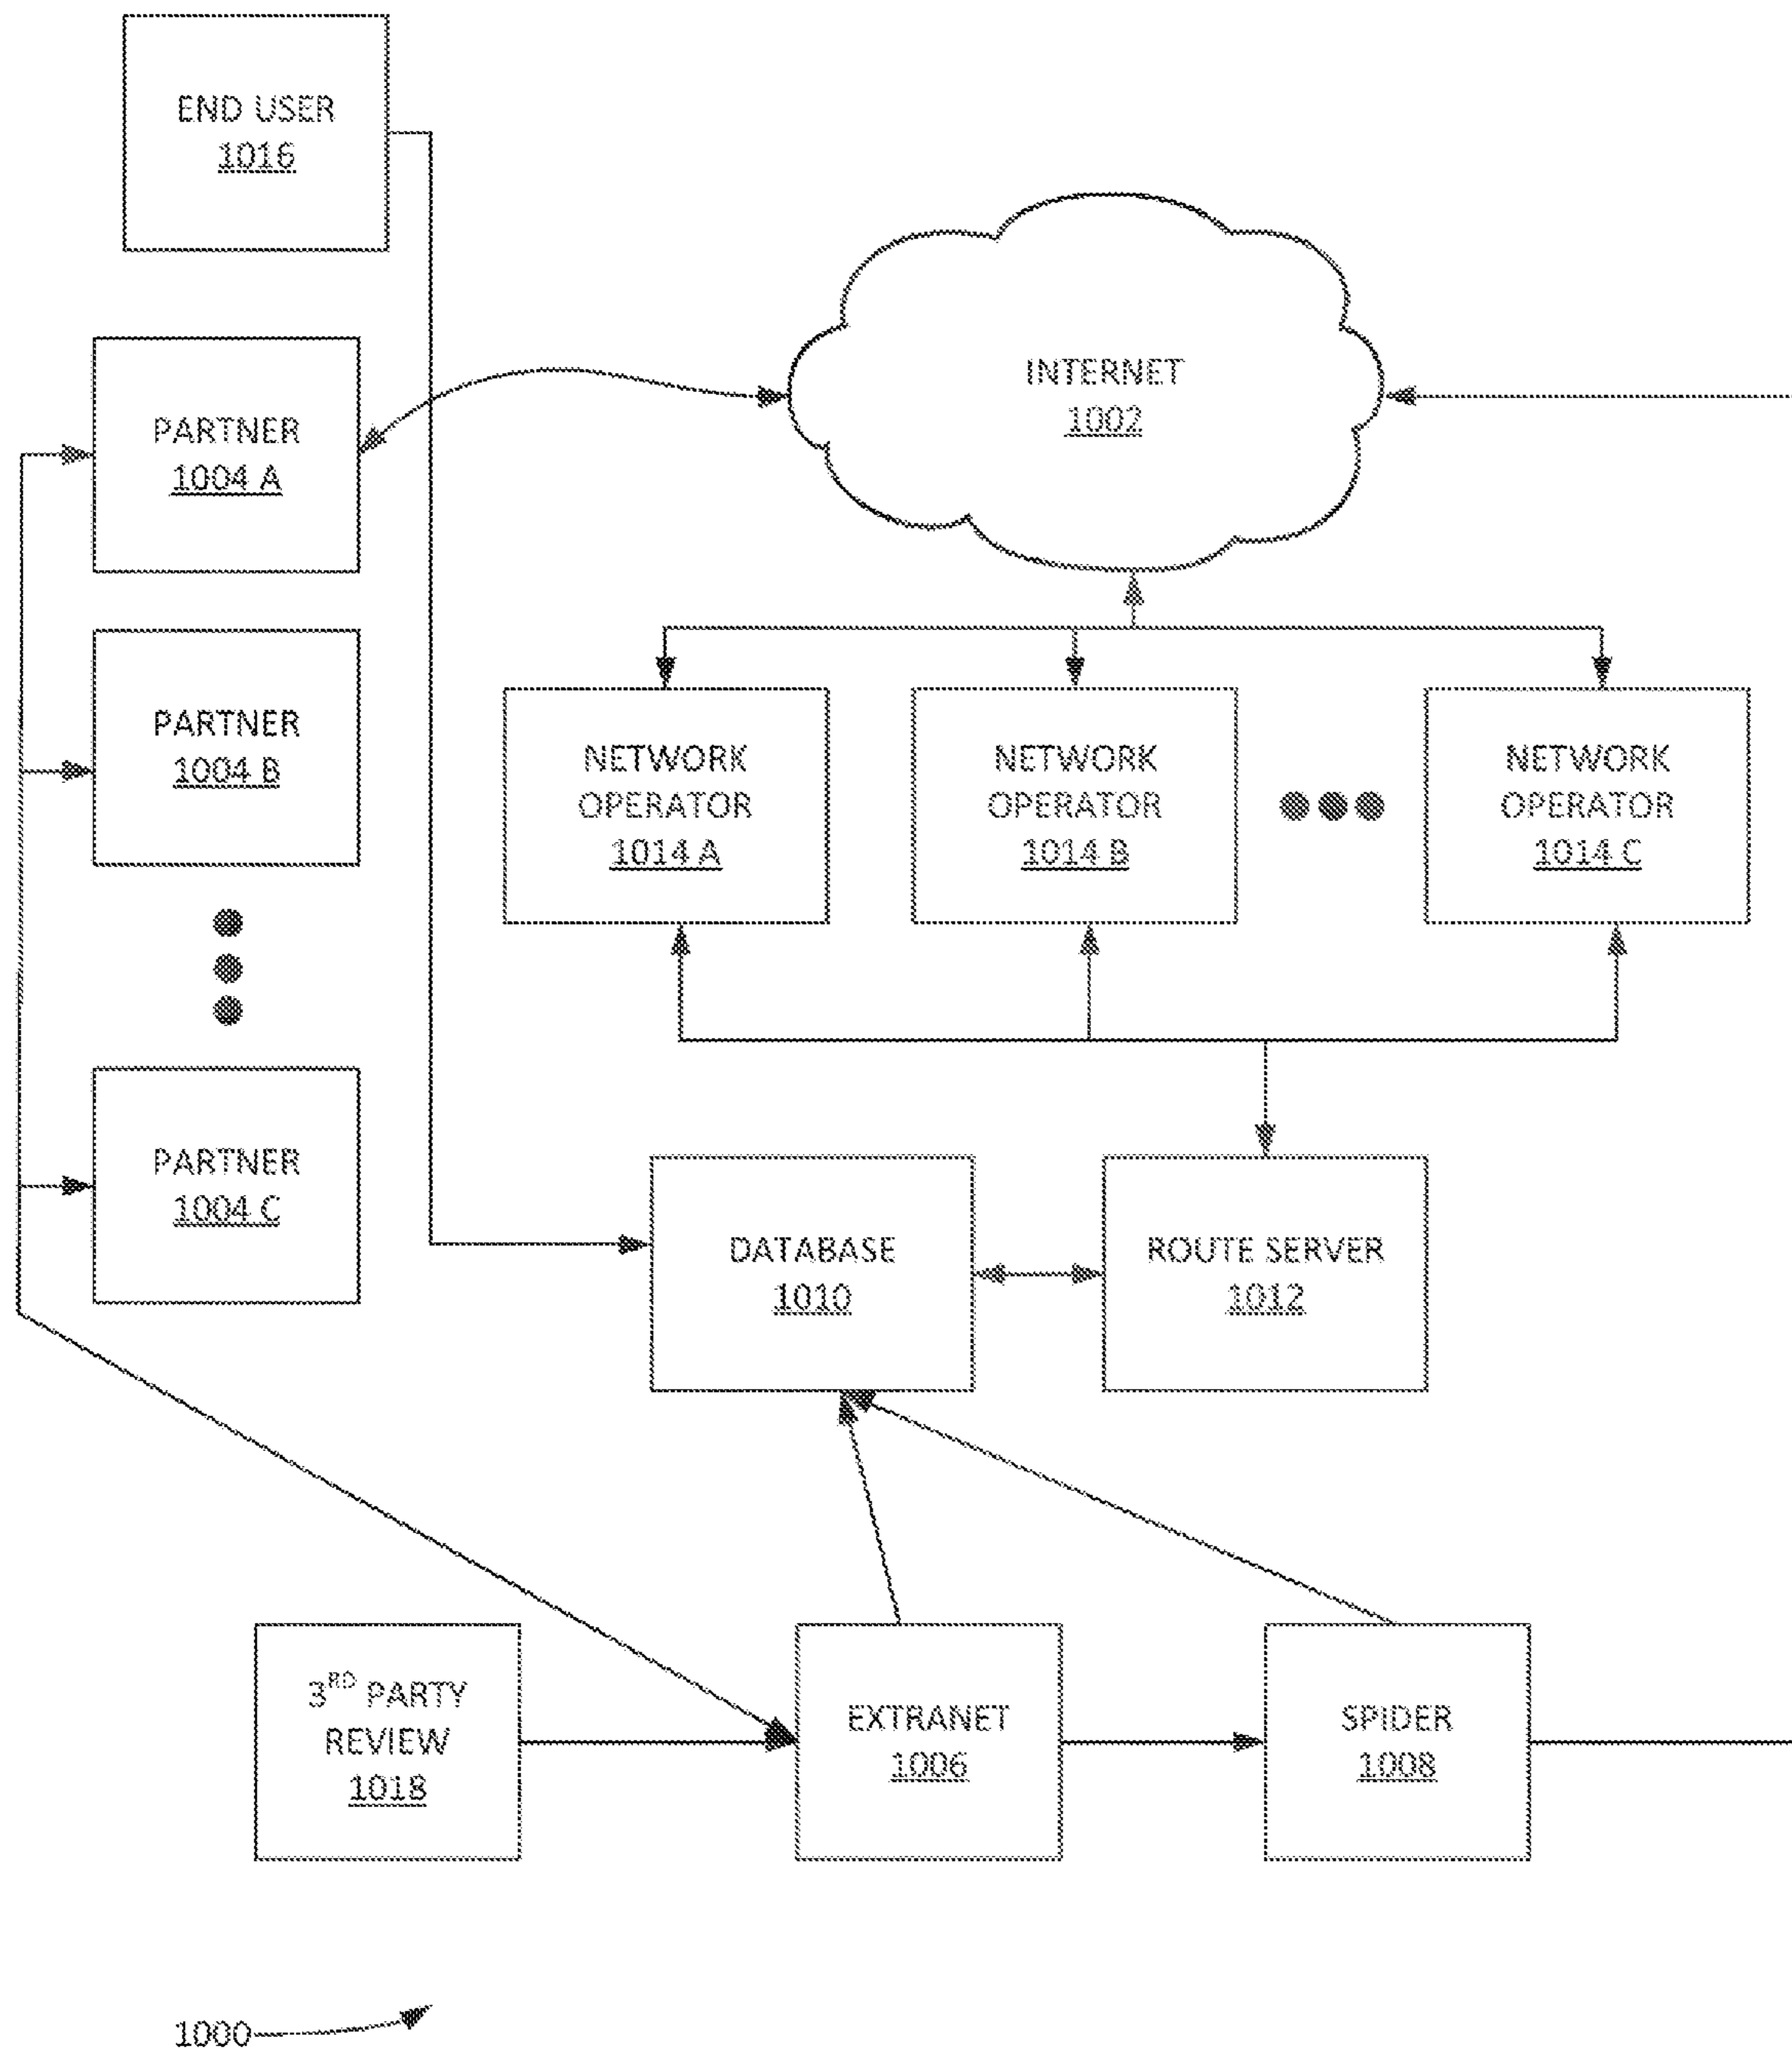 END USER
1016
INTERNET
1002
PARTNER
1004 A
PARTNER
1004 B
NETWORK
OPERATOR
1014 A
NETWORK
OPERATOR
1014 B
NETWORK
OPERATOR
1014 C
PARTNER
1004 C
DATABASE
1010
ROUTE SERVER
1012
3RD PARTY
REVIEW
1018
EXTRANET
1006
SPIDER
1008
1000